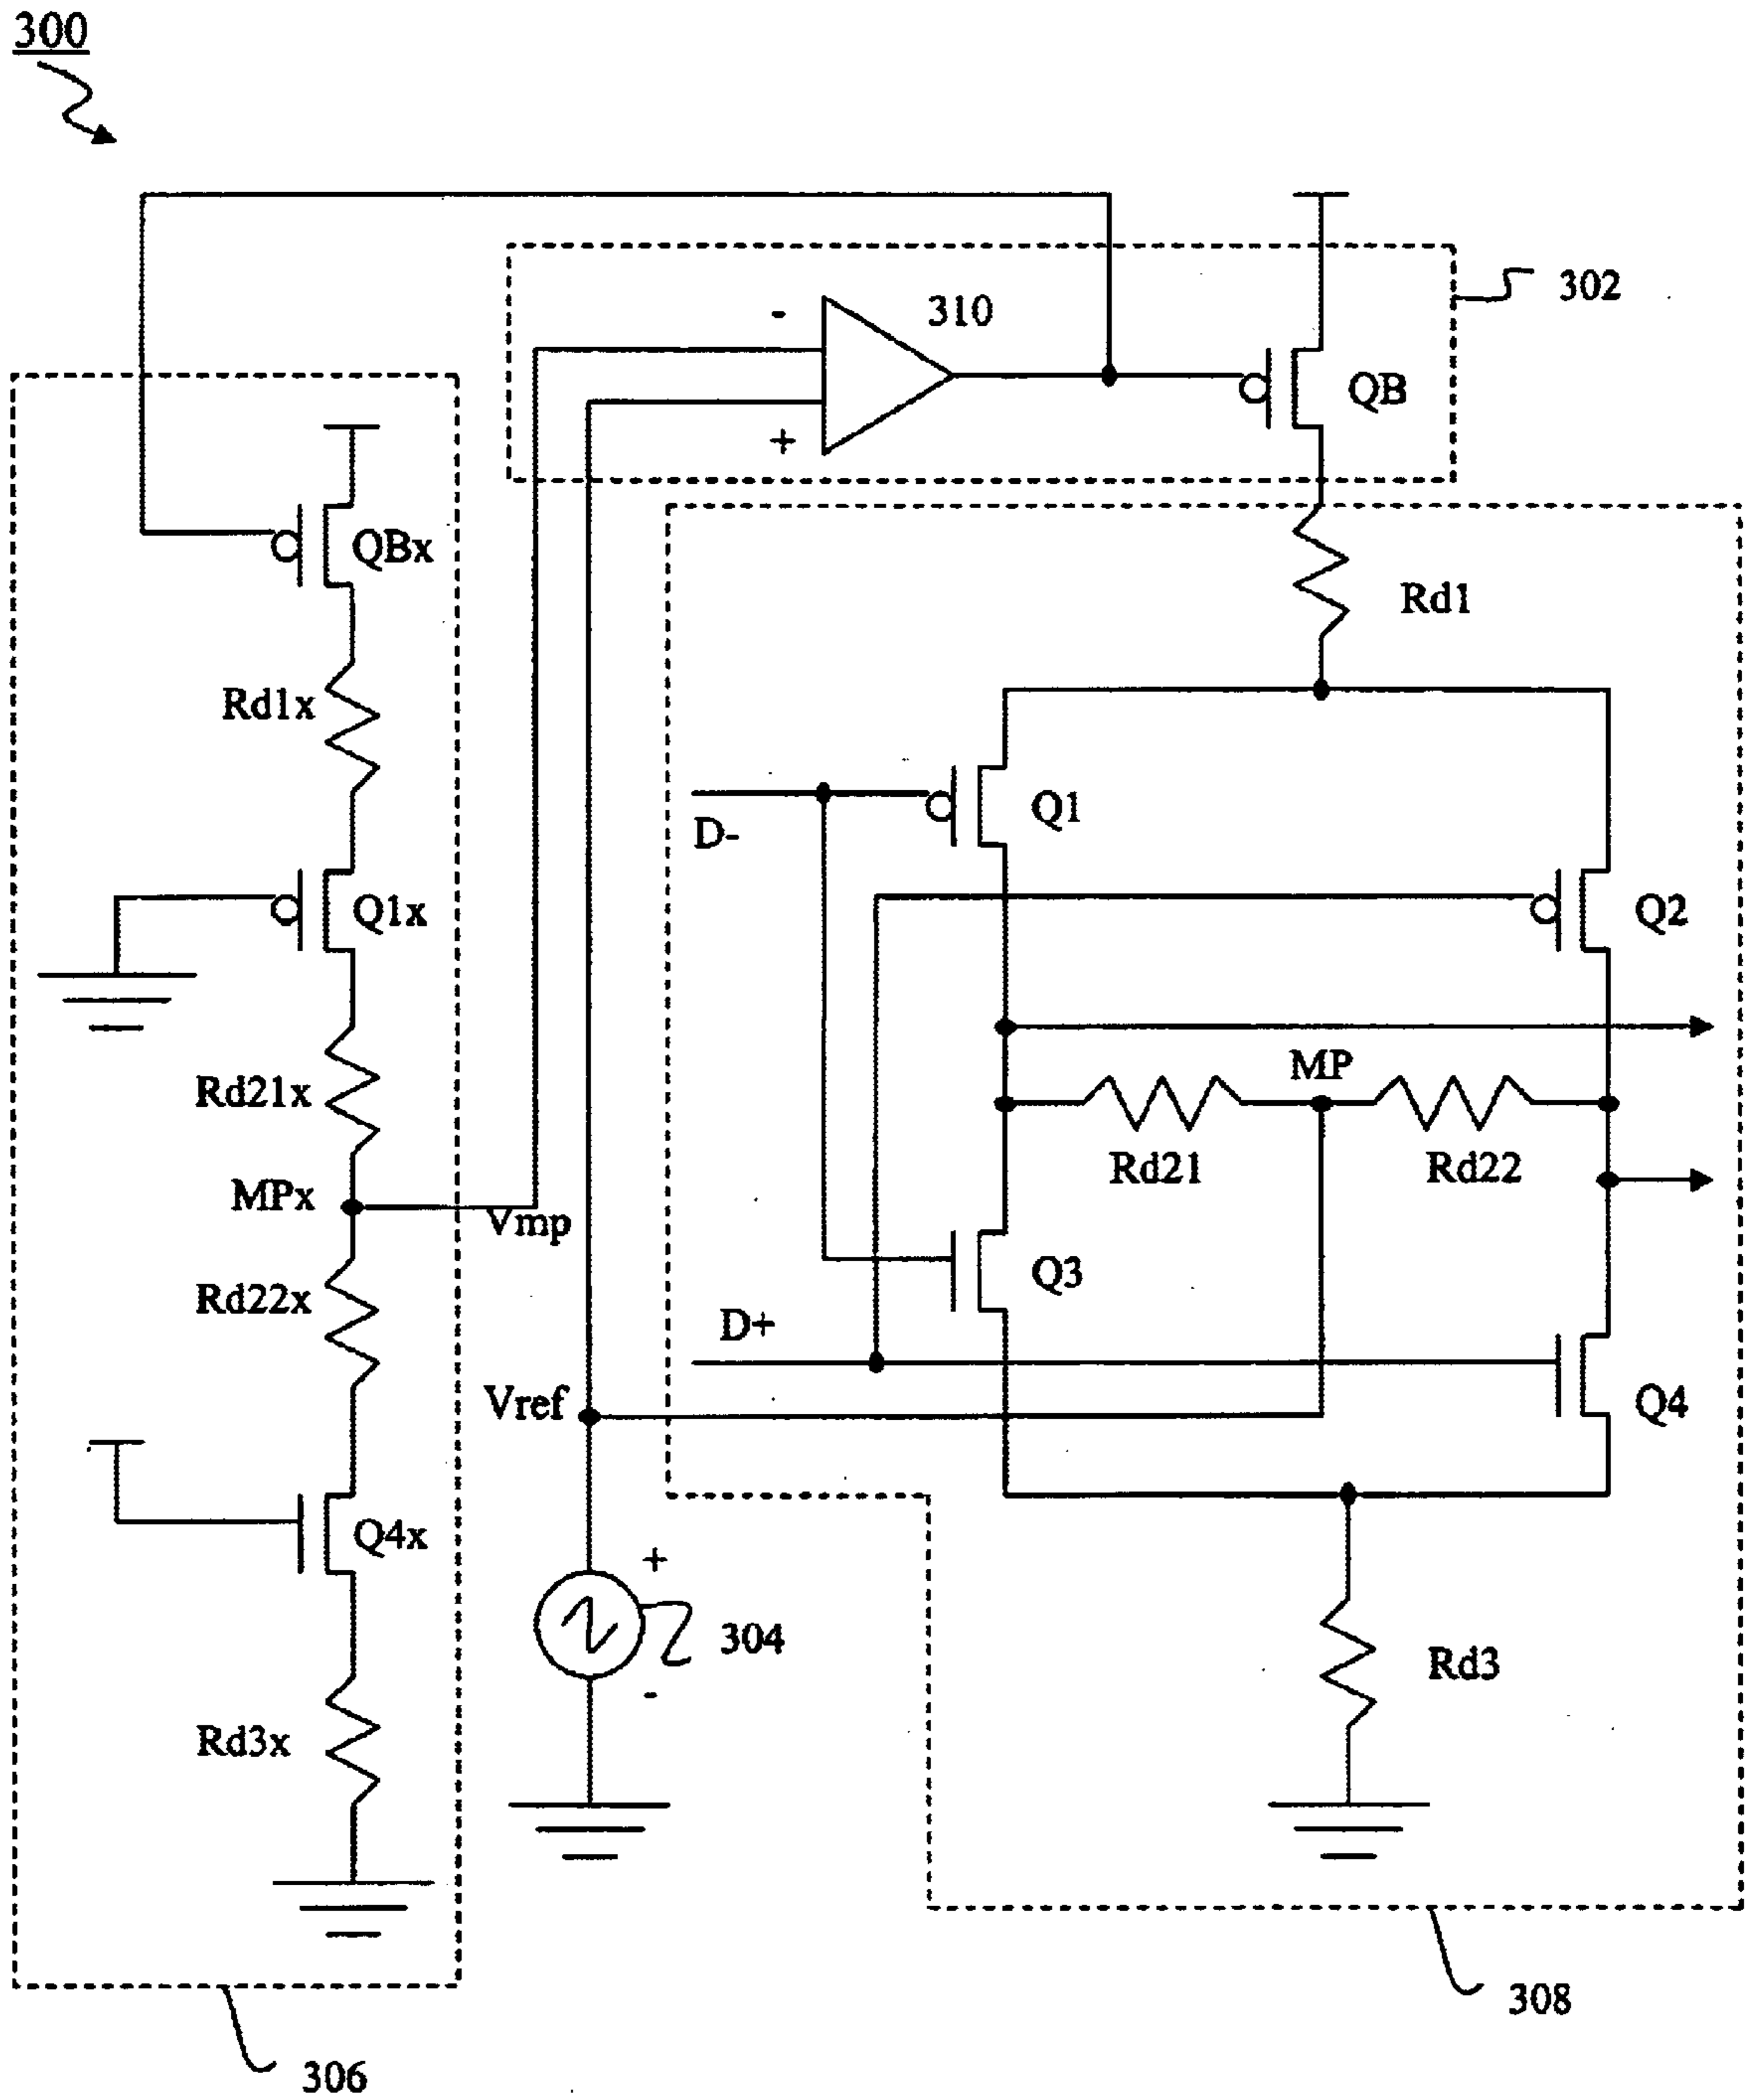 300
302
310
-
+
QB
QBx
Rd1
Rd1x
D-
Q1
Q1x
Q2
MP
Rd21x
Rd21
Rd22
MPx
Vmp
Rd22x
Q3
D+
Vref
Q4
Q4x
+
304
-
Rd3
Rd3x
308
306